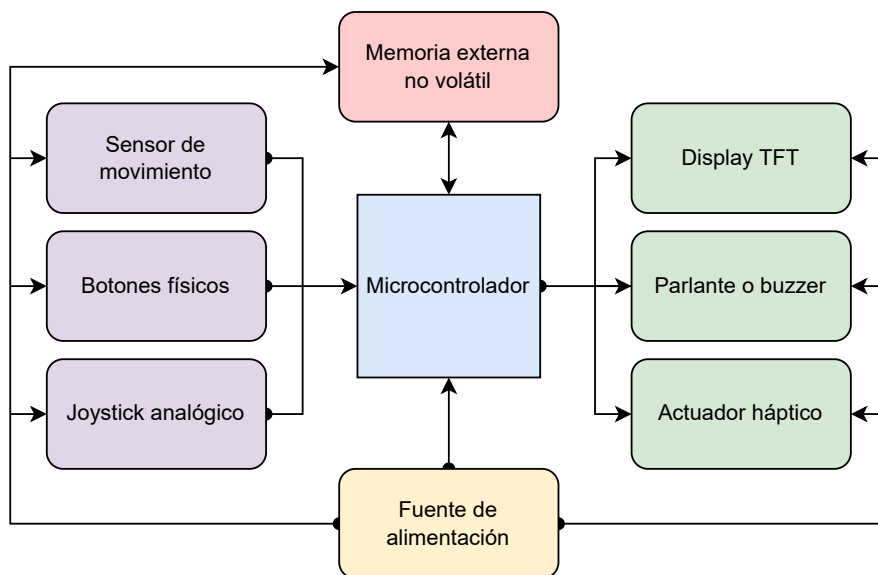 Memoria externa
no volátil
Sensor de
movimiento
Display TFT
Botones físicos
Microcontrolador
Parlante o buzzer
Joystick analógico
Actuador háptico
Fuente de
alimentación